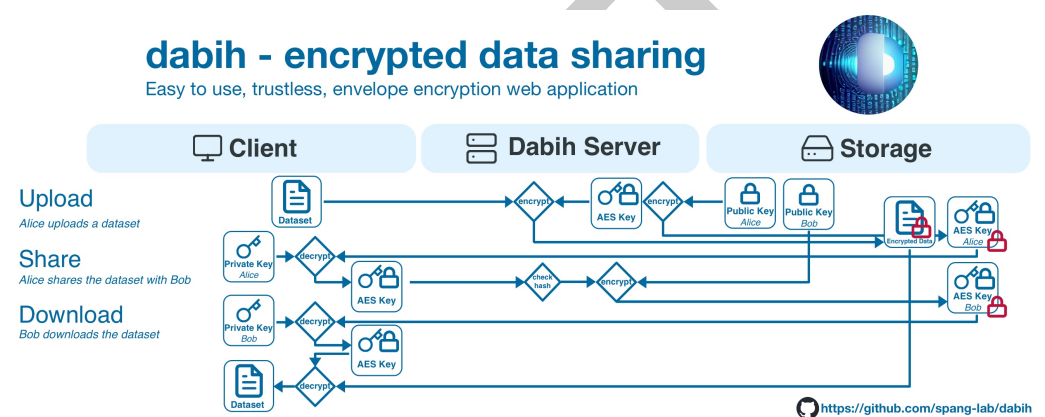 dabih - encrypted data sharing
Easy to use, trustless, envelope encryption web application
Client
Dabih Server
Storage
Upload
Alice uploads a dataset
Dataset
encrypt
AES Key
encrypt
Public Key
Alice
Public Key
Bob
Encrypted Data
AES Key
Alice
Share
Alice shares the dataset with Bob
Private Key
Alice
decrypt
AES Key
check
hash
encrypt
AES Key
Bob
Download
Bob downloads the dataset
Private Key
Bob
decrypt
AES Key
Dataset
decrypt
https://github.com/spang-lab/dabih